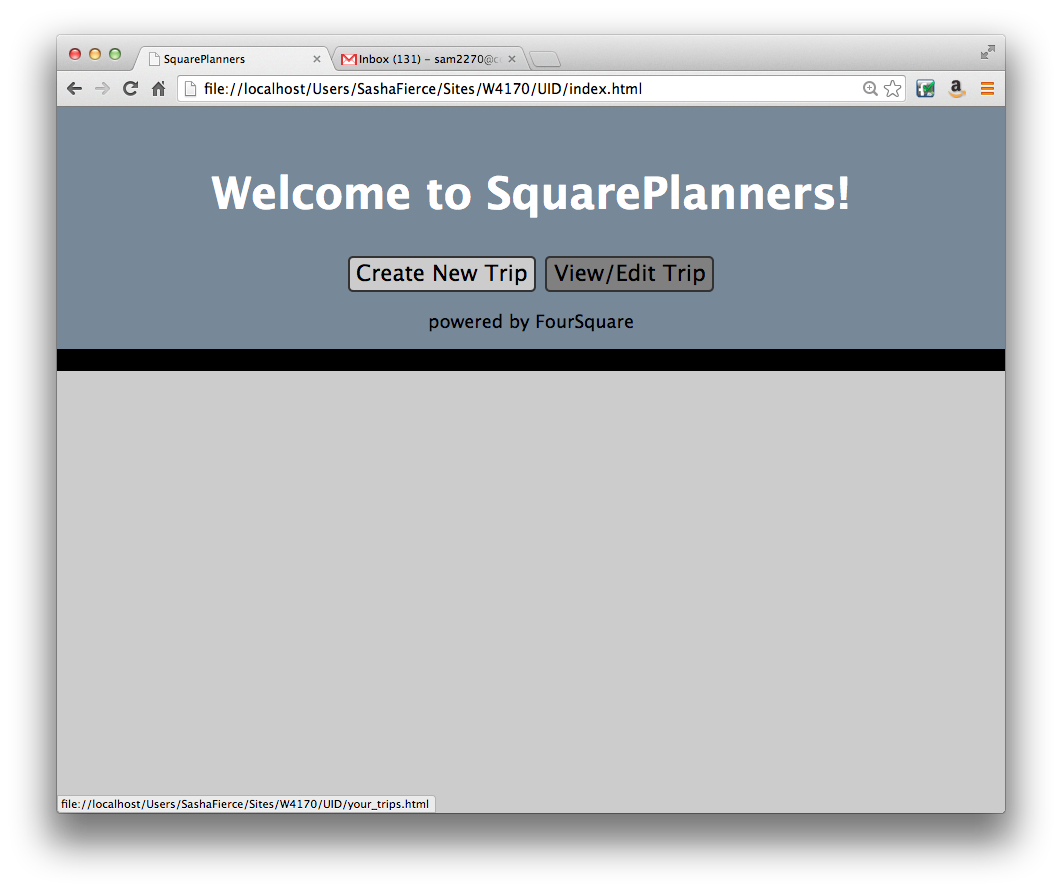 SquarePlanners
Inbox (131) – sam2270@c
file://localhost/Users/SashaFierce/Sites/W4170/UID/index.html
Welcome to SquarePlanners!
Create New Trip View/Edit Trip
powered by FourSquare
file://localhost/Users/SashaFierce/Sites/W4170/UID/your_trips.html